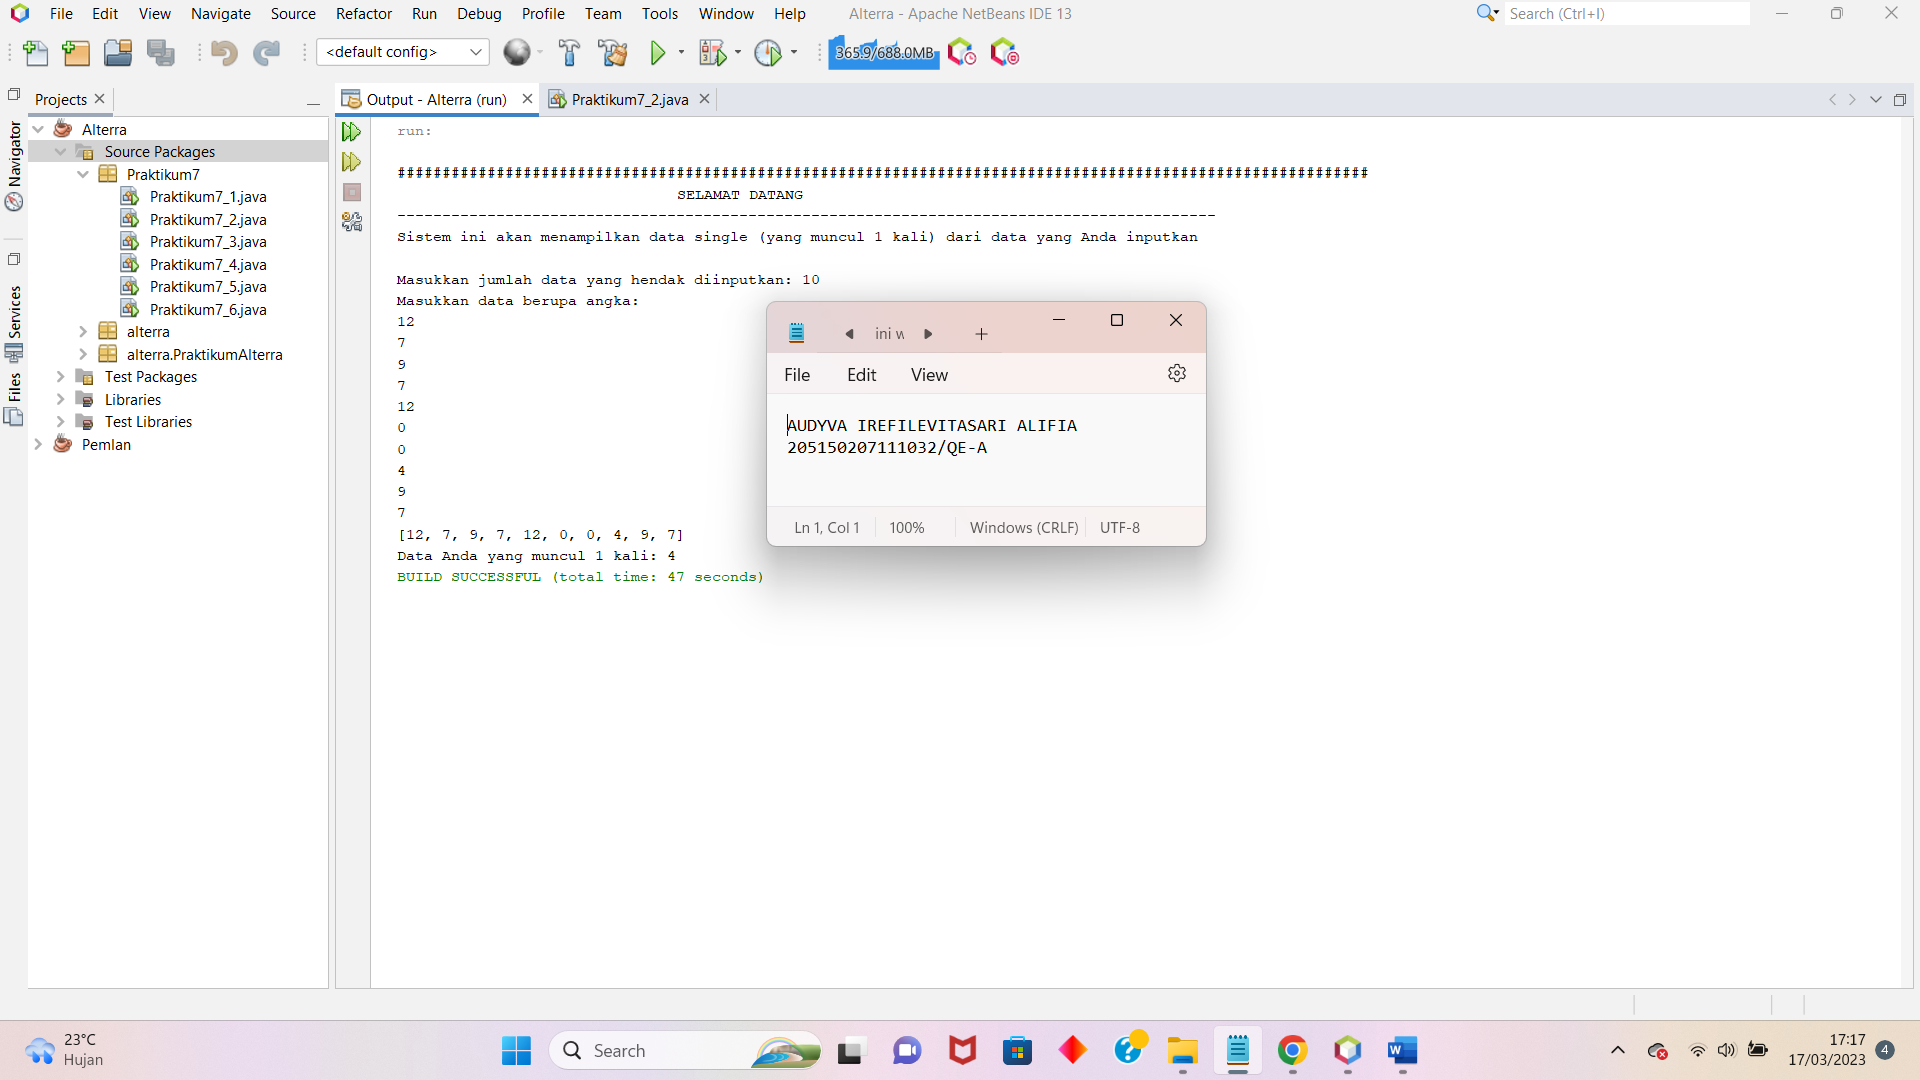 File Edit View Navigate Source Refactor Run Debug Profile Team Tools Window Help Alterra - Apache NetBeans IDE 13 Search (Ctrl+I)
<default config> 365.9/688.0MB
Projects Output - Alterra (run) Praktikum7_2.java
Navigator
Services
Files
Alterra
Source Packages
Praktikum7
Praktikum7_1.java
Praktikum7_2.java
Praktikum7_3.java
Praktikum7_4.java
Praktikum7_5.java
Praktikum7_6.java
alterra
alterra.PraktikumAlterra
Test Packages
Libraries
Test Libraries
Pemlan
run:
SELAMAT DATANG
Sistem ini akan menampilkan data single (yang muncul 1 kali) dari data yang Anda inputkan
Masukkan jumlah data yang hendak diinputkan: 10
Masukkan data berupa angka:
12
7
9
7
12
0
0
4
9
7
[12, 7, 9, 7, 12, 0, 0, 4, 9, 7]
Data Anda yang muncul 1 kali: 4
BUILD SUCCESSFUL (total time: 47 seconds)
ini
File Edit View
AUDYVA IREFILEVITASARI ALIFIA
205150207111032/QE-A
Ln 1, Col 1 100% Windows (CRLF) UTF-8
23°C
Hujan
Search
17:17
17/03/2023
4